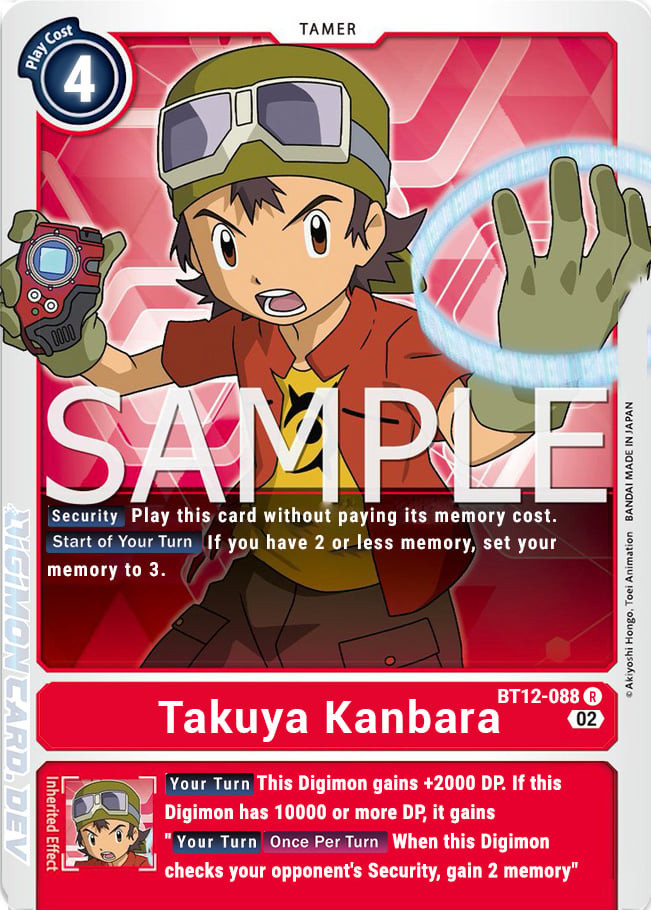 TAMER
Play Cost
4
SAMPLE
Security Play this card without paying its memory cost.
Start of Your Turn If you have 2 or less memory, set your
memory to 3.
©Akiyoshi Hongo, Toei Animation BANDAI MADE IN JAPAN
DIGIMONCARD.DEV
BT12-088 R
Takuya Kanbara
02
Inherited Effect
Your Turn This Digimon gains +2000 DP. If this
Digimon has 10000 or more DP, it gains
"Your Turn Once Per Turn When this Digimon
checks your opponent's Security, gain 2 memory"